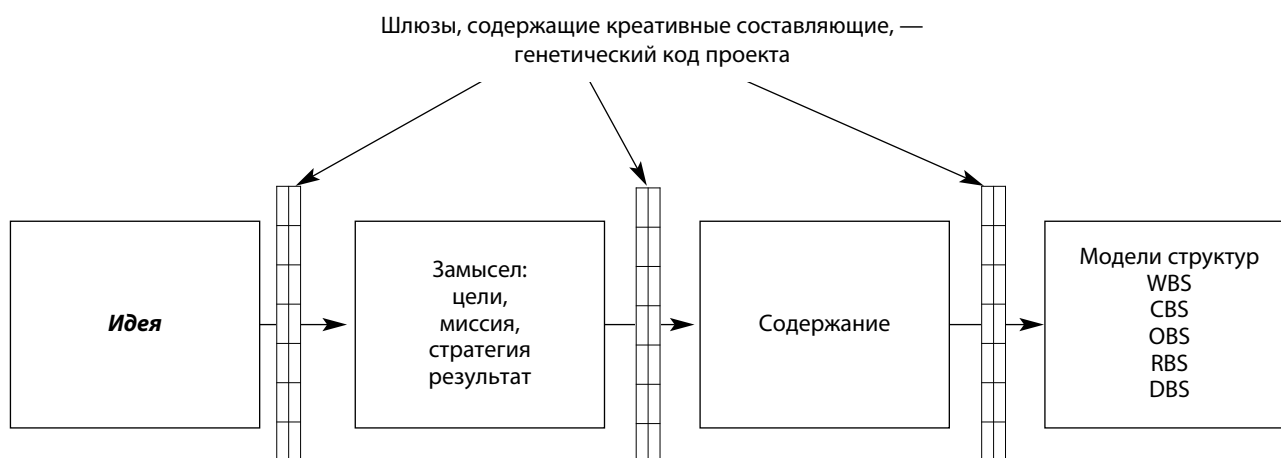 Шлюзы, содержащие креативные составляющие, —
генетический код проекта
Идея
Замысел:
цели,
миссия,
стратегия
результат
Содержание
Модели структур
WBS
CBS
OBS
RBS
DBS